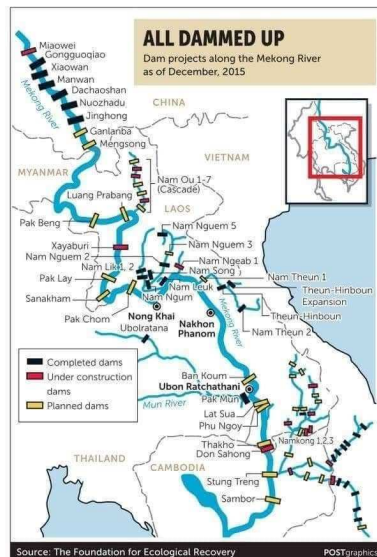 ALL DAMMED UP
Dam projects along the Mekong River
as of December, 2015
Miaowei
Gongguoqiao
Xiaowan
Manwan
Dachaoshan
Nuozhadu
Jinghong
Mekong River
CHINA
Ganlanba
Mengsong
VIETNAM
MYANMAR
Nam Ou 1-7
(Cascade)
Luang Prabang
LAOS
Pak Beng
Nam Nguem 5
Xayaburi
Nam Nguem 3
Nam Nguem 2
Nam Ngeab 1
Nam Lik 1, 2
Nam Song
Pak Lay
Nam Theun 1
Sanakham
Nam Leuk
Theun-Hinboun
Expansion
Nam Ngum
Mekong River
Pak Chom
Theun-Hinboun
Nong Khai
Nakhon
Phanom
Ubolratana
Nam Theun 2
Completed dams
Under construction
dams
Planned dams
Ban Koum
Ubon Ratchathani
Pak Mun
Mun River
Lat Sua
Phu Ngoy
Namkong 1,2,3
Thakho
Don Sahong
THAILAND
CAMBODIA
Stung Treng
Sambor
Source: The Foundation for Ecological Recovery
POSTgraphics